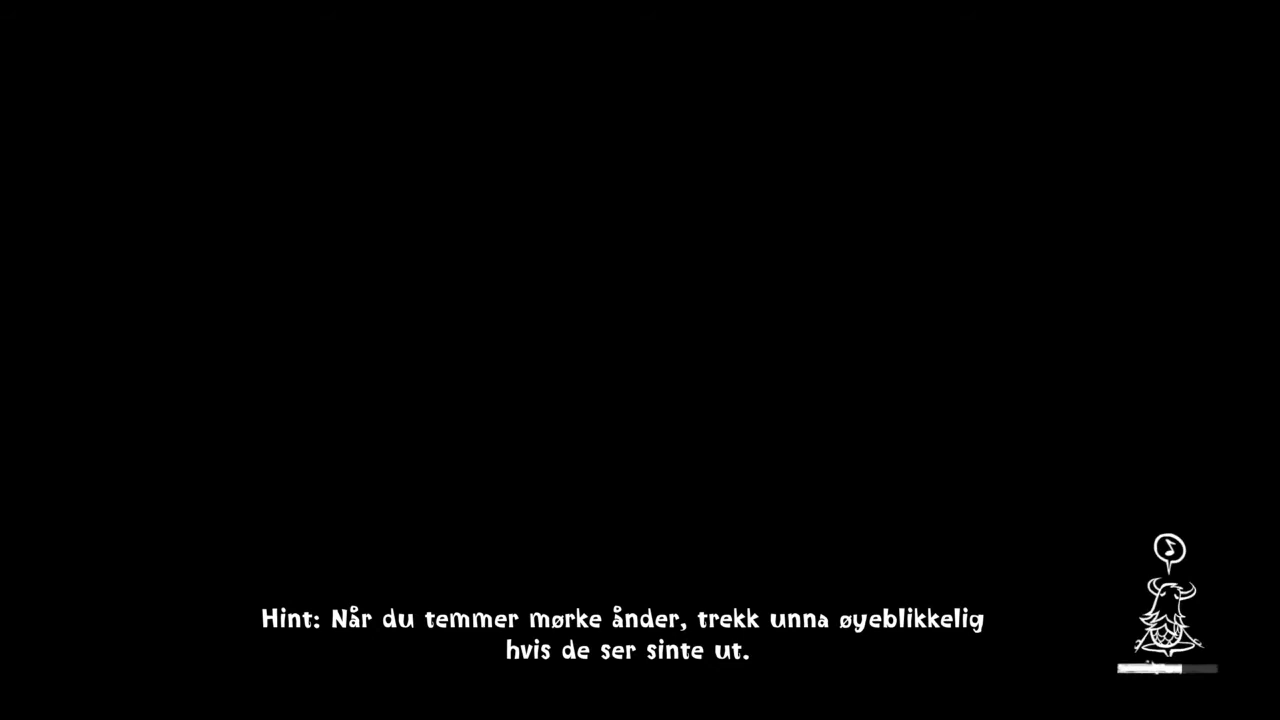 Hint: Når du temmer mørke ånder, trekk unna øyeblikkelig
hvis de ser sinte ut.